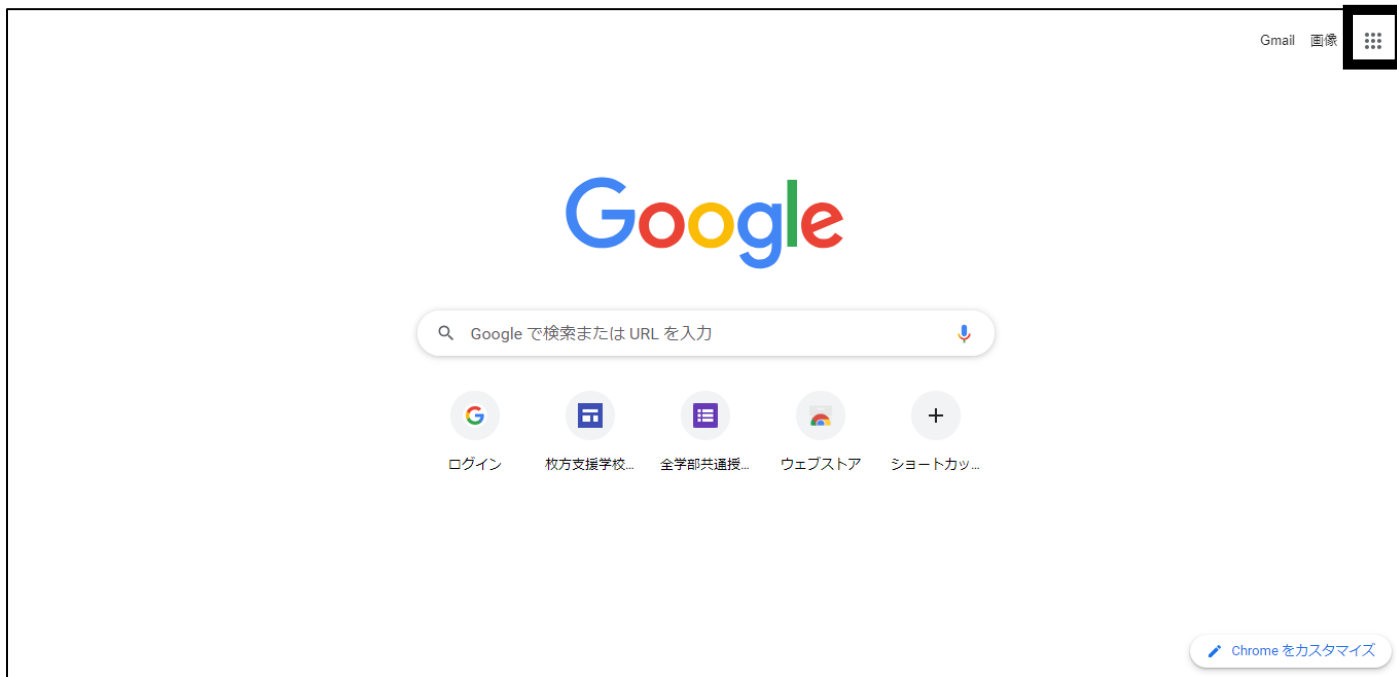 Gmail 画像
Google
Google で検索または URL を入力
ログイン 枚方支援学校... 全学部共通授... ウェブストア ショートカッ...
Chrome をカスタマイズ